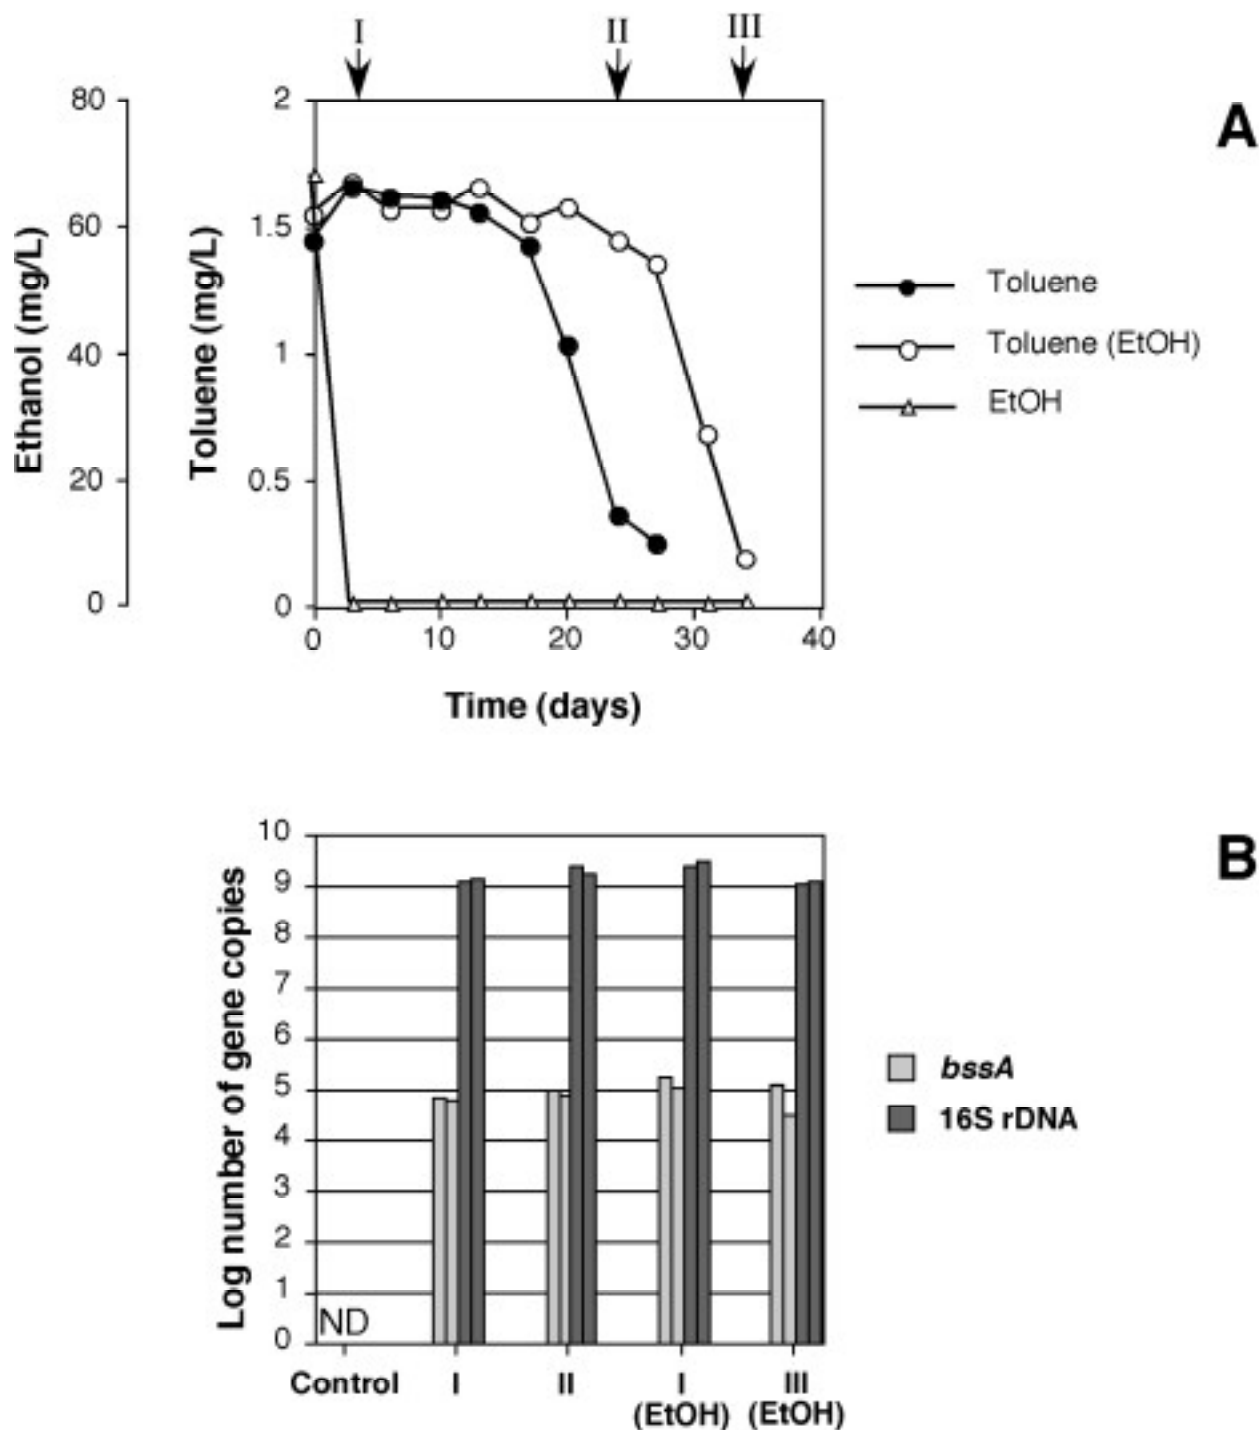 I II III
A
80 2
60 1.5
40 1
20 0.5
0 0
Ethanol (mg/L)
Toluene (mg/L)
0 10 20 30 40
Time (days)
Toluene
Toluene (EtOH)
EtOH
B
10
9
8
7
6
5
4
3
2
1
0
Log number of gene copies
ND
Control I II I III
(EtOH) (EtOH)
bssA
16S rDNA